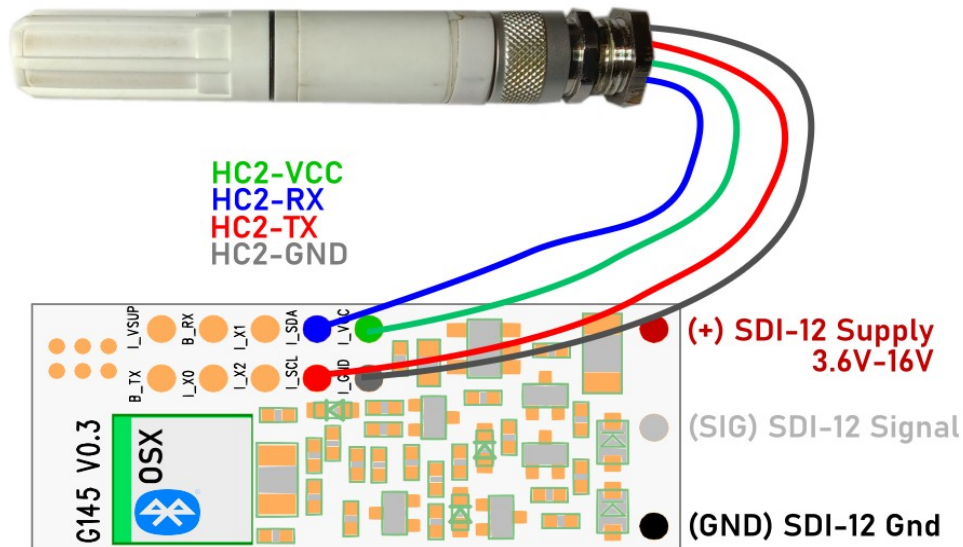 HC2-VCC
HC2-RX
HC2-TX
HC2-GND
I_VSUP
B_RX
I_X1
I_SDA
I_VCC
B_TX
I_X0
I_X2
I_SCL
I_GND
(+) SDI-12 Supply
3.6V-16V
(SIG) SDI-12 Signal
(GND) SDI-12 Gnd
G145 V0.3
OSX